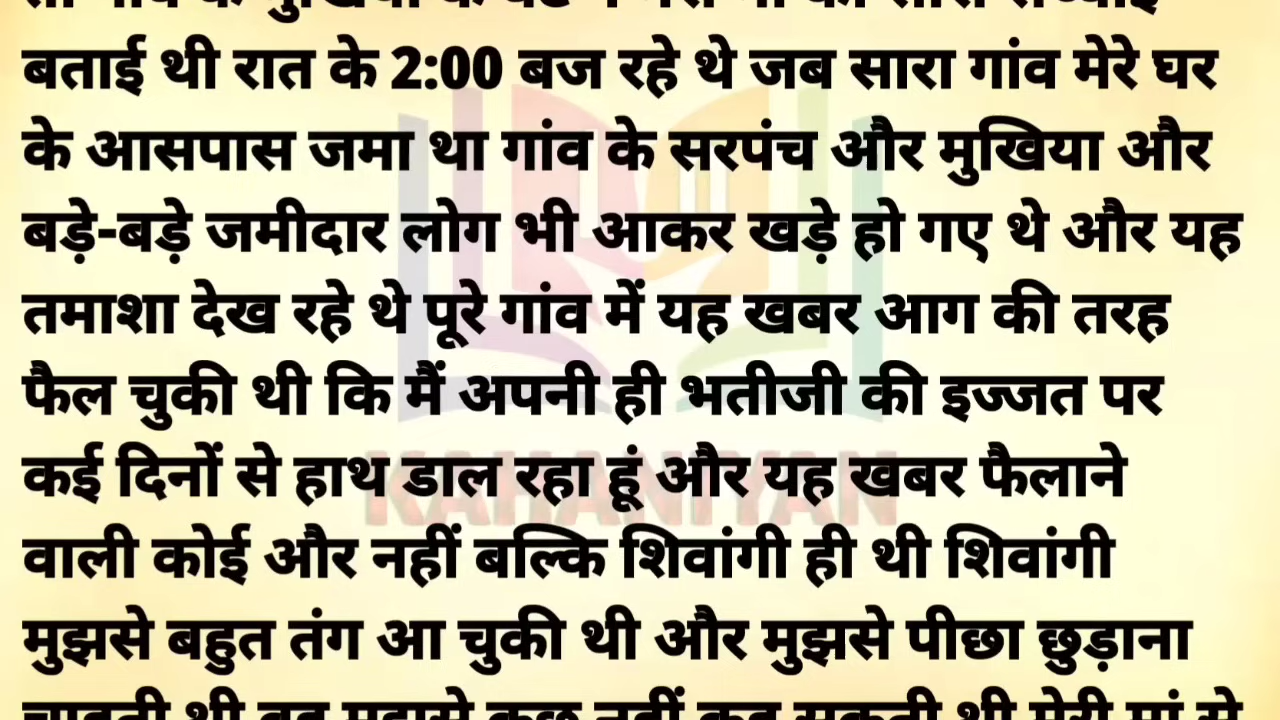 बताई थी रात के 2:00 बज रहे थे जब सारा गांव मेरे घर
के आसपास जमा था गांव के सरपंच और मुखिया और
बड़े-बड़े जमीदार लोग भी आकर खड़े हो गए थे और यह
तमाशा देख रहे थे पूरे गांव में यह खबर आग की तरह
फैल चुकी थी कि मैं अपनी ही भतीजी की इज्जत पर
कई दिनों से हाथ डाल रहा हूं और यह खबर फैलाने
वाली कोई और नहीं बल्कि शिवांगी ही थी शिवांगी
मुझसे बहुत तंग आ चुकी थी और मुझसे पीछा छुड़ाना
KAHANIYAN